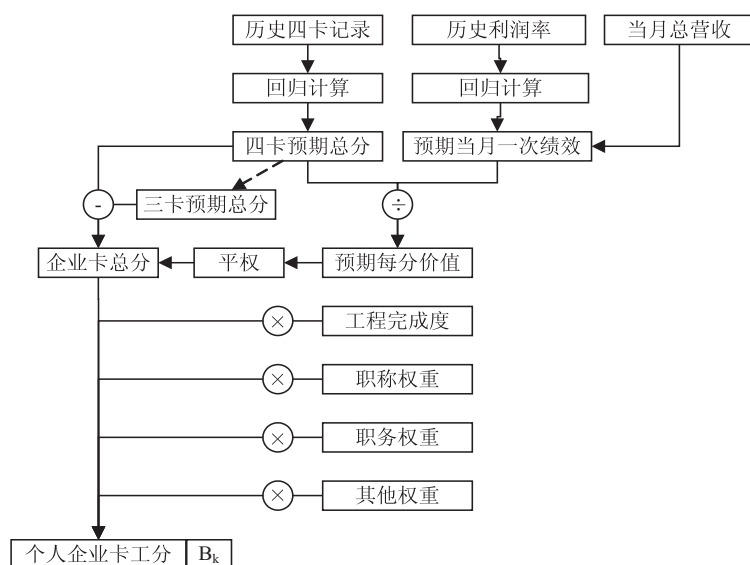 历史四卡记录
历史利润率
当月总营收
回归计算
回归计算
四卡预期总分
预期当月一次绩效
-
三卡预期总分
÷
企业卡总分
平权
预期每分价值
×
工程完成度
×
职称权重
×
职务权重
×
其他权重
个人企业卡工分
Bk